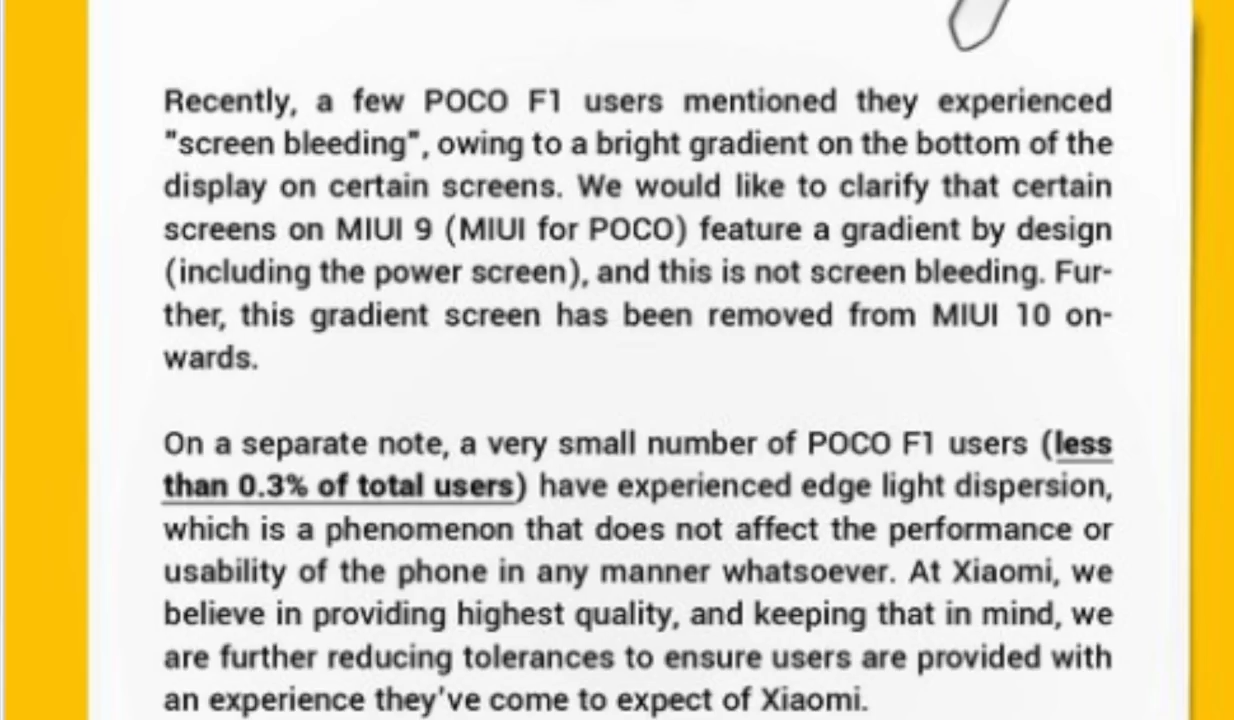 Recently, a few POCO F1 users mentioned they experienced
"screen bleeding", owing to a bright gradient on the bottom of the
display on certain screens. We would like to clarify that certain
screens on MIUI 9 (MIUI for POCO) feature a gradient by design
(including the power screen), and this is not screen bleeding. Fur-
ther, this gradient screen has been removed from MIUI 10 on-
wards.
On a separate note, a very small number of POCO F1 users (less
than 0.3% of total users) have experienced edge light dispersion,
which is a phenomenon that does not affect the performance or
usability of the phone in any manner whatsoever. At Xiaomi, we
believe in providing highest quality, and keeping that in mind, we
are further reducing tolerances to ensure users are provided with
an experience they've come to expect of Xiaomi.